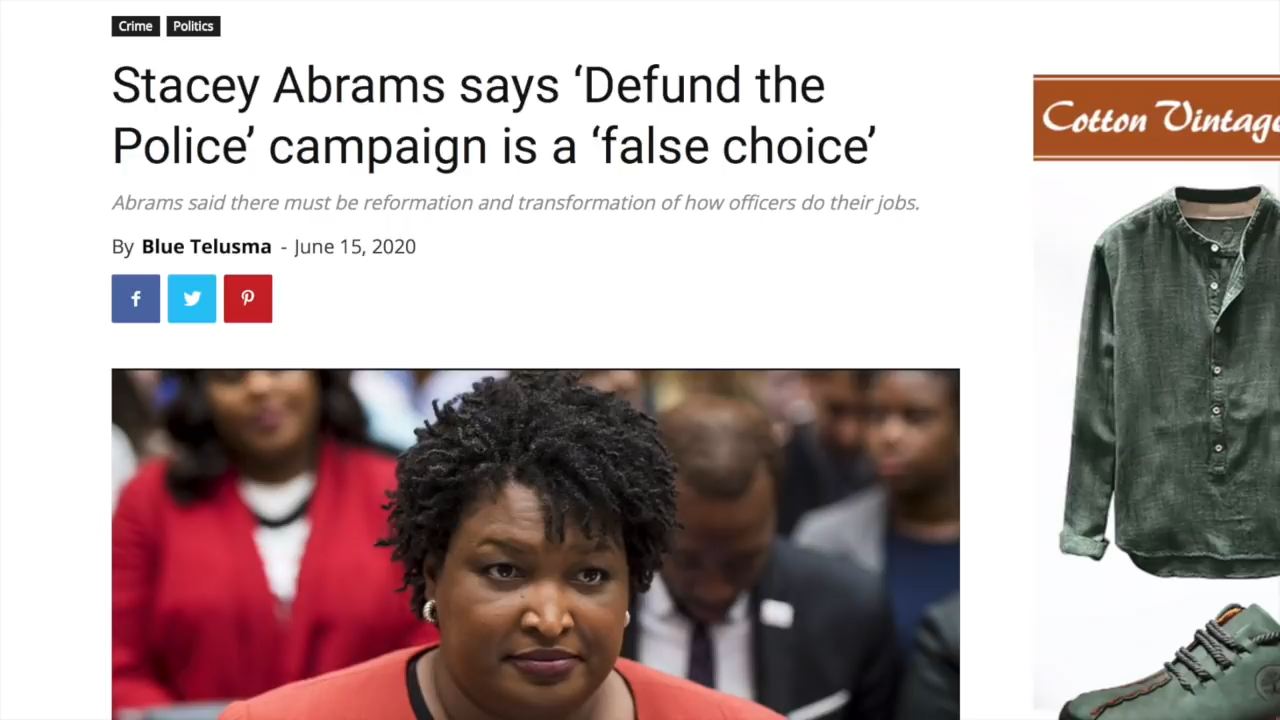 Crime
Politics
Stacey Abrams says ‘Defund the
Police’ campaign is a ‘false choice’
Abrams said there must be reformation and transformation of how officers do their jobs.
By Blue Telusma - June 15, 2020
Cotton Vintage